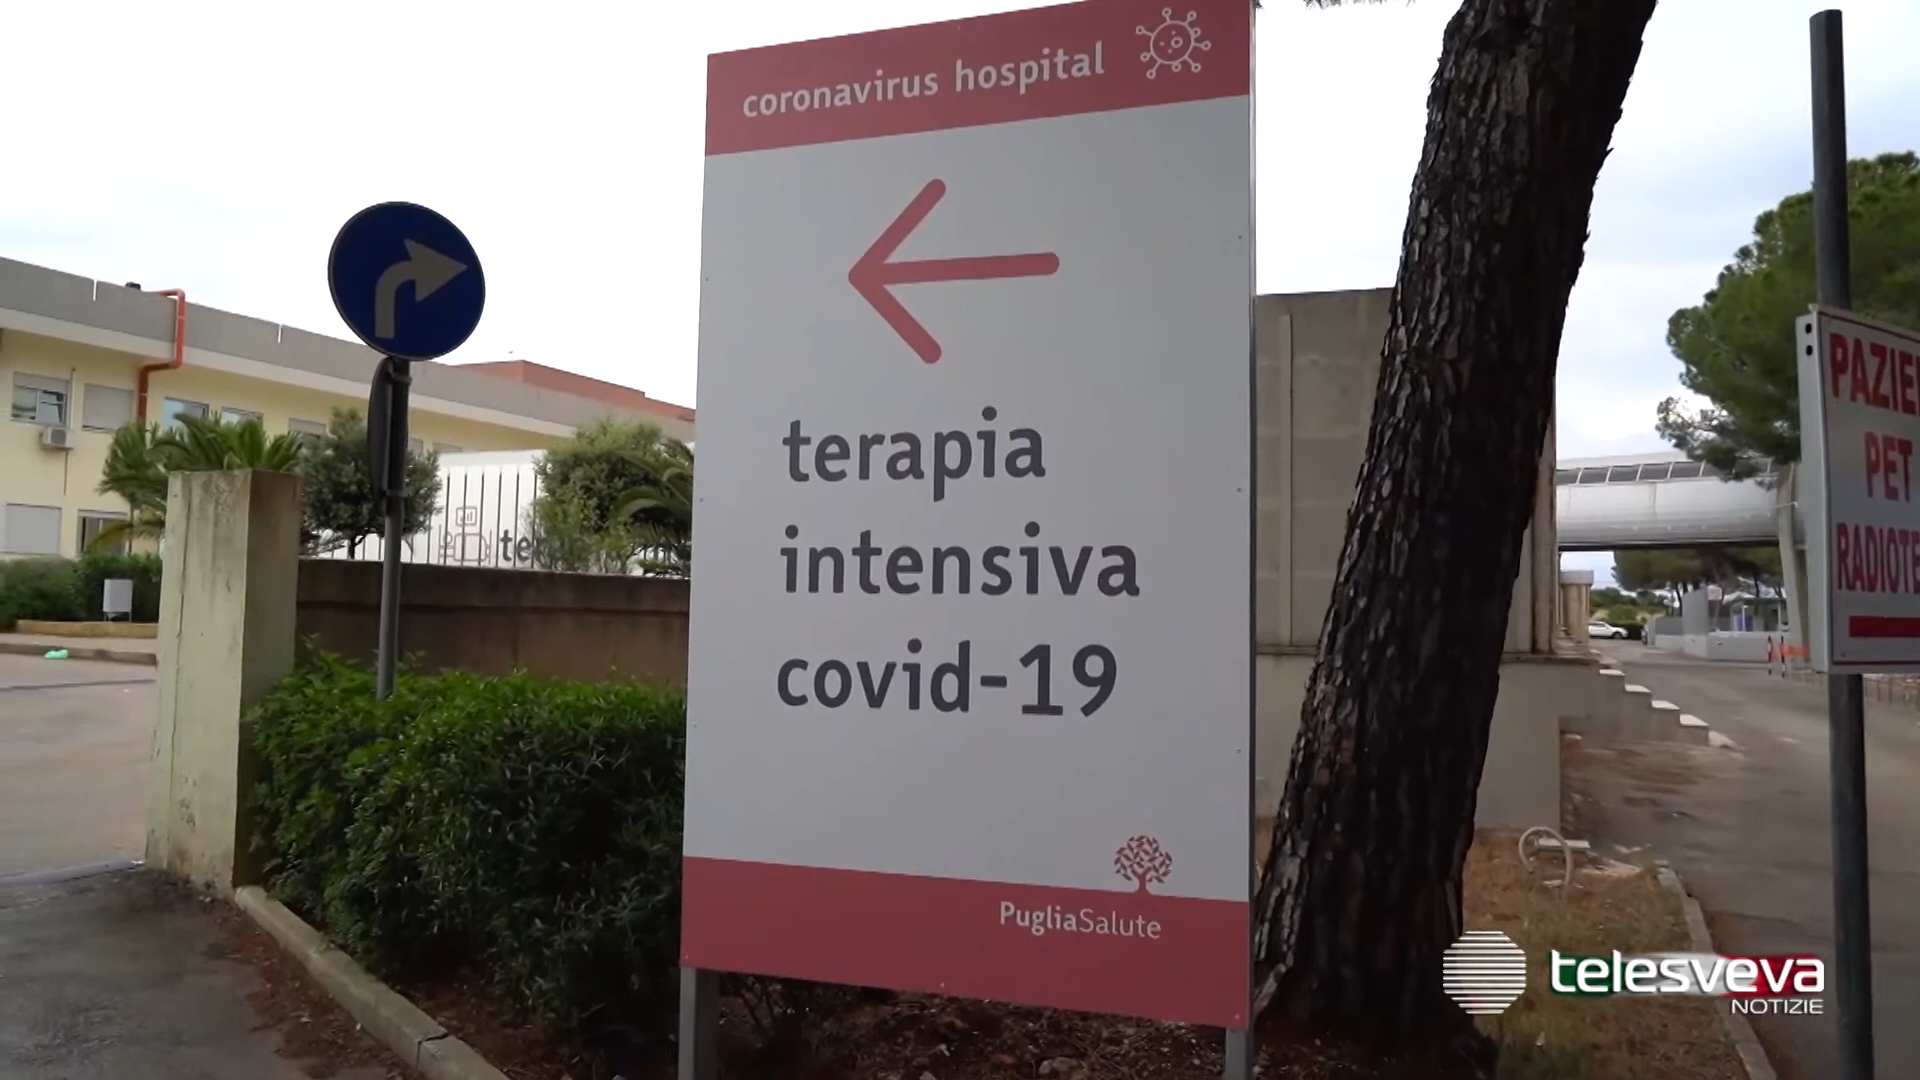 coronavirus hospital
terapia
intensiva
covid-19
PugliaSalute
PET
telesveva
NOTIZIE